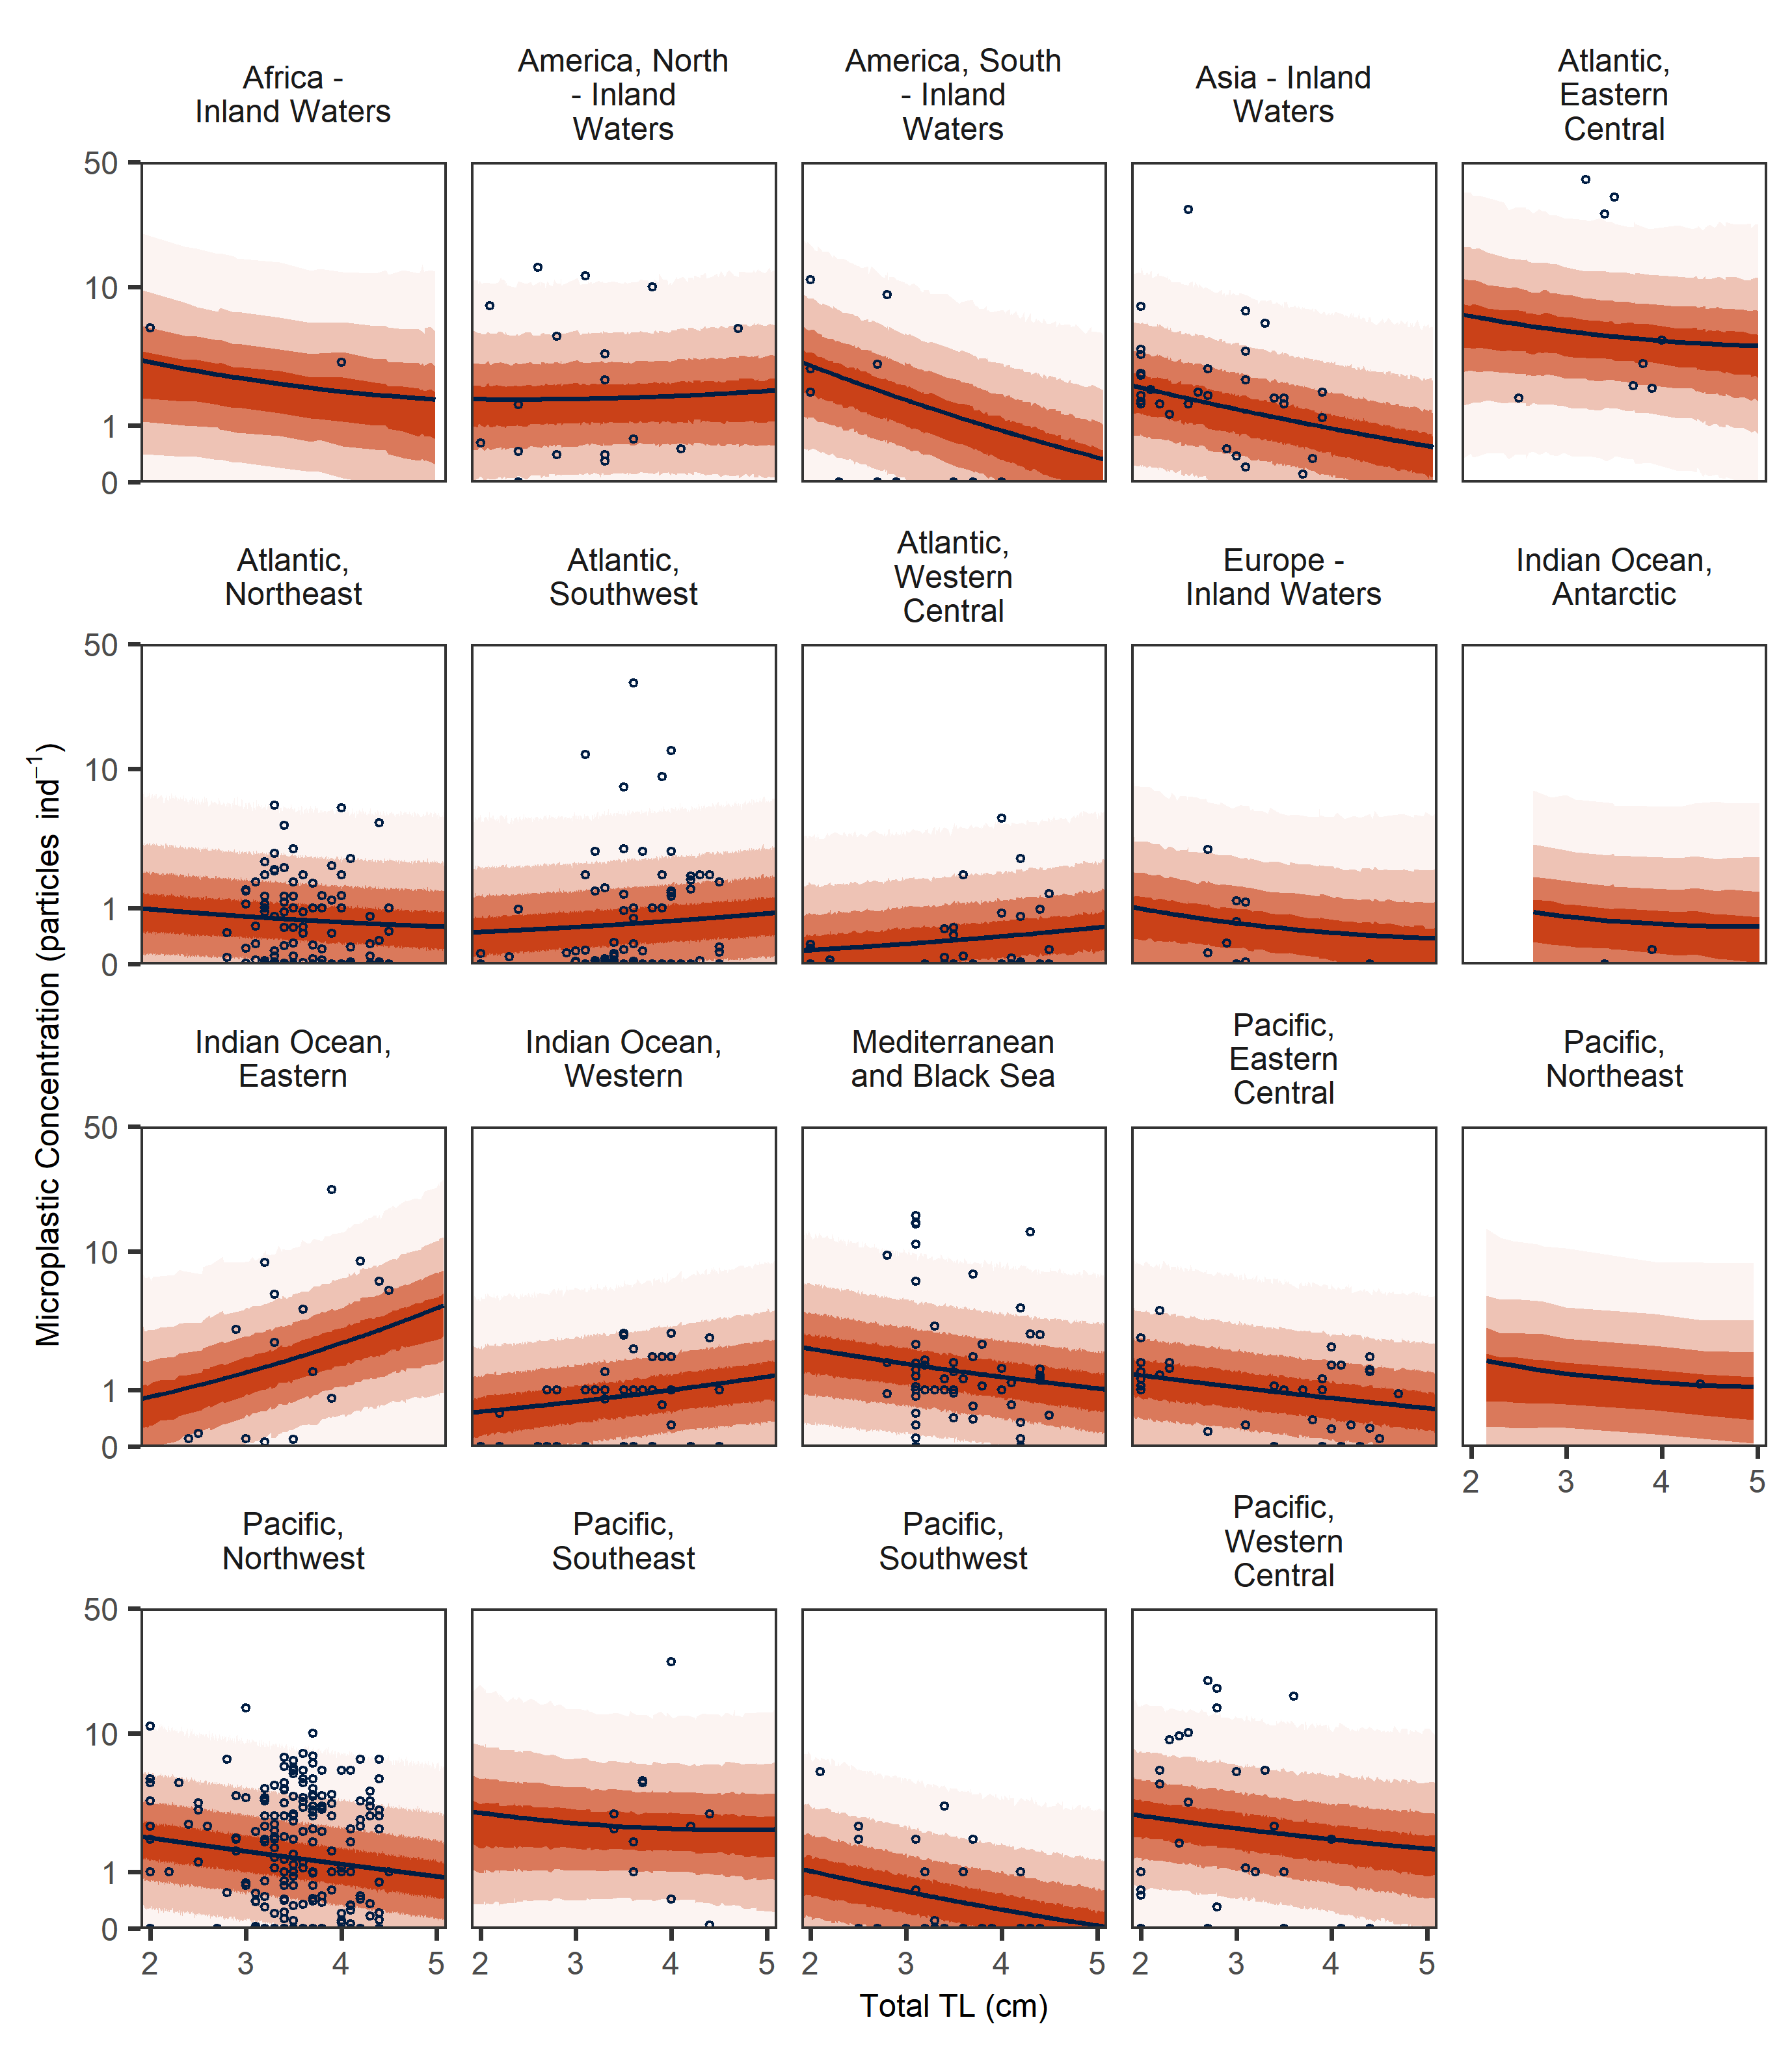 Africa -
Inland Waters
America, North
- Inland
Waters
America, South
- Inland
Waters
Asia - Inland
Waters
Atlantic,
Eastern
Central
50
10
1
0
Atlantic,
Northeast
Atlantic,
Southwest
Atlantic,
Western
Central
Europe -
Inland Waters
Indian Ocean,
Antarctic
50
10
1
0
Microplastic Concentration (particles ind⁻¹)
Indian Ocean,
Eastern
Indian Ocean,
Western
Mediterranean
and Black Sea
Pacific,
Eastern
Central
Pacific,
Northeast
50
10
1
0
2 3 4 5
Pacific,
Northwest
Pacific,
Southeast
Pacific,
Southwest
Pacific,
Western
Central
50
10
1
0
2 3 4 5
2 3 4 5
2 3 4 5
2 3 4 5
Total TL (cm)